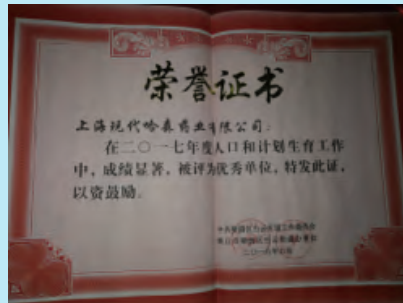 荣誉证书
上海现代哈森药业有限公司：
在二〇一七年度人口和计划生育工作
中，成绩显著，被评为优秀单位，特发此证，
以资鼓励。